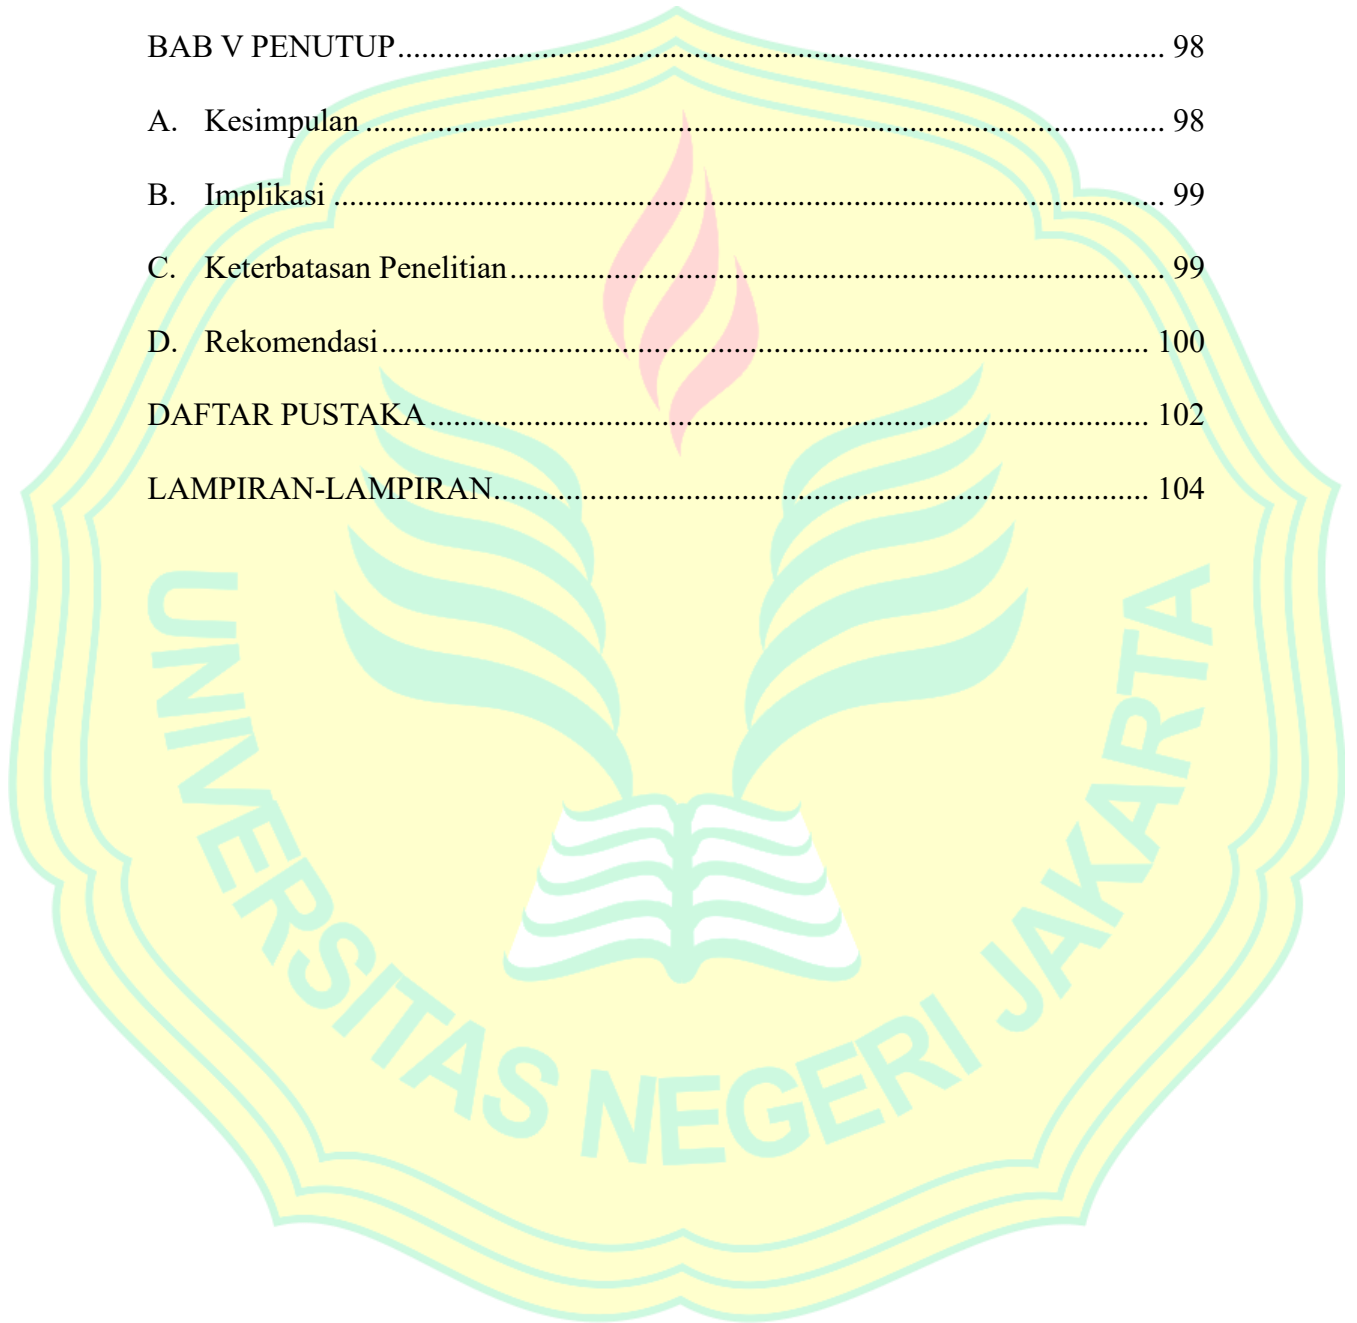 BAB V PENUTUP........................................................................................... 98
A. Kesimpulan .............................................................................................. 98
B. Implikasi .................................................................................................. 99
C. Keterbatasan Penelitian............................................................................. 99
D. Rekomendasi.......................................................................................... 100
DAFTAR PUSTAKA..................................................................................... 102
LAMPIRAN-LAMPIRAN............................................................................. 104
UNIVERSITAS NEGERI JAKARTA